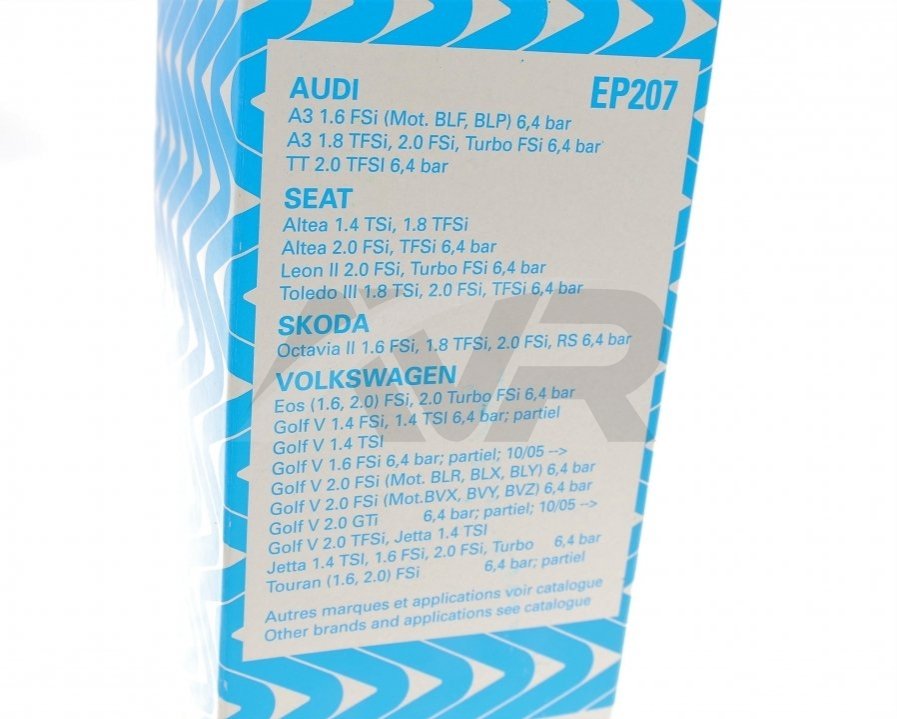 AUDI
EP207
A3 1.6 FSi (Mot. BLF, BLP) 6,4 bar
A3 1.8 TFSi, 2.0 FSi, Turbo FSi 6,4 bar
TT 2.0 TFSI 6,4 bar
SEAT
Altea 1.4 TSi, 1.8 TFSi
Altea 2.0 FSi, TFSi 6,4 bar
Leon II 2.0 FSi, Turbo FSi 6,4 bar
Toledo III 1.8 TSi, 2.0 FSi, TFSi 6,4 bar
SKODA
Octavia II 1.6 FSi, 1.8 TFSi, 2.0 FSi, RS 6,4 bar
VOLKSWAGEN
Eos (1.6, 2.0) FSi, 2.0 Turbo FSi 6,4 bar
Golf V 1.4 FSi, 1.4 TSI 6,4 bar; partiel
Golf V 1.4 TSI
Golf V 1.6 FSi 6,4 bar; partiel; 10/05 -->
Golf V 2.0 FSi (Mot. BLR, BLX, BLY) 6,4 bar
Golf V 2.0 FSi (Mot.BVX, BVY, BVZ) 6,4 bar
Golf V 2.0 GTi 6,4 bar; partiel; 10/05 -->
Golf V 2.0 TFSi, Jetta 1.4 TSI
Jetta 1.4 TSI, 1.6 FSi, 2.0 FSi, Turbo 6,4 bar
Touran (1.6, 2.0) FSi 6,4 bar; partiel
Autres marques et applications voir catalogue
Other brands and applications see catalogue